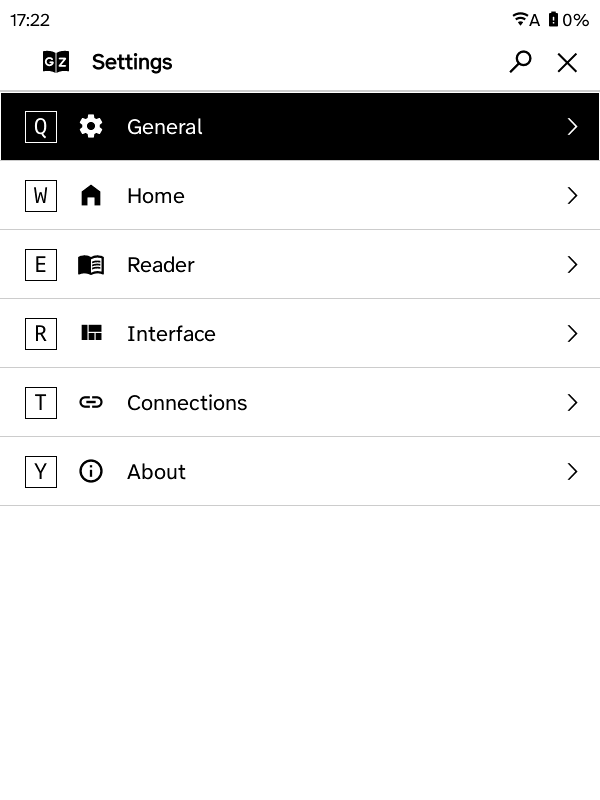 17:22 A 0%
GZ Settings
Q General
W Home
E Reader
R Interface
T Connections
Y About